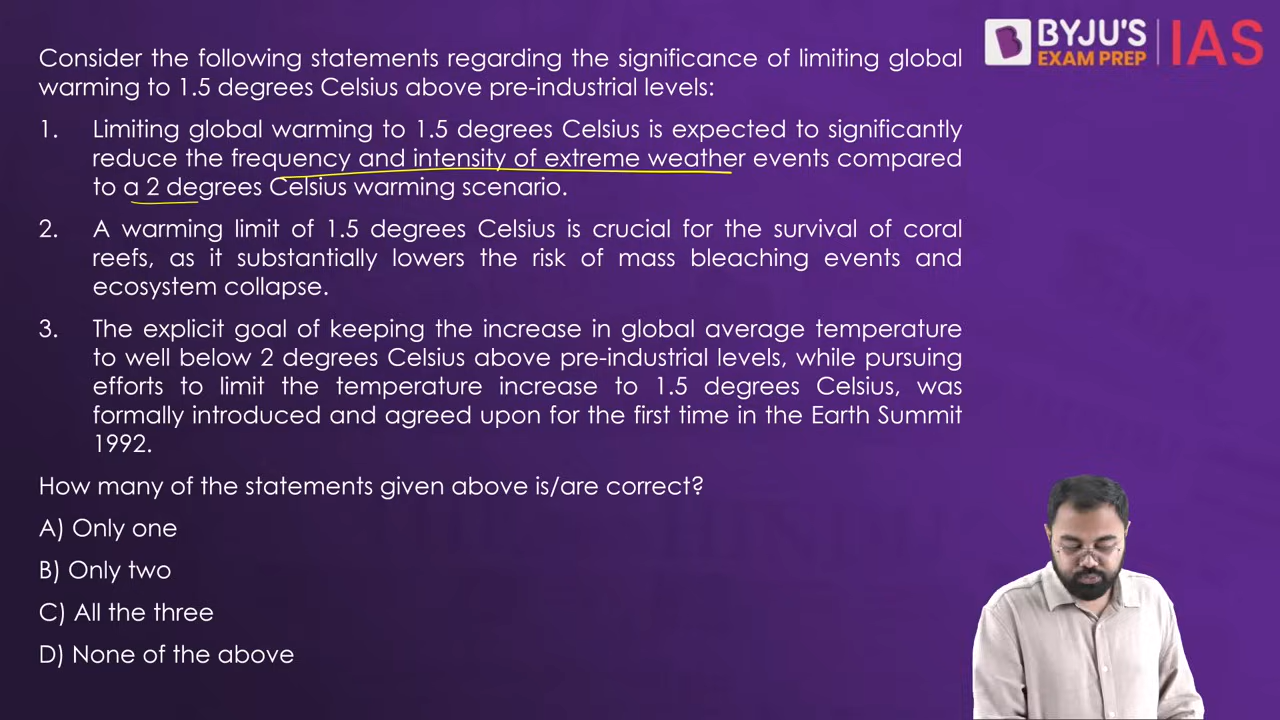 BYJU'S
EXAM PREP
IAS
Consider the following statements regarding the significance of limiting global
warming to 1.5 degrees Celsius above pre-industrial levels:
1. Limiting global warming to 1.5 degrees Celsius is expected to significantly
reduce the frequency and intensity of extreme weather events compared
to a 2 degrees Celsius warming scenario.
2. A warming limit of 1.5 degrees Celsius is crucial for the survival of coral
reefs, as it substantially lowers the risk of mass bleaching events and
ecosystem collapse.
3. The explicit goal of keeping the increase in global average temperature
to well below 2 degrees Celsius above pre-industrial levels, while pursuing
efforts to limit the temperature increase to 1.5 degrees Celsius, was
formally introduced and agreed upon for the first time in the Earth Summit
1992.
How many of the statements given above is/are correct?
A) Only one
B) Only two
C) All the three
D) None of the above